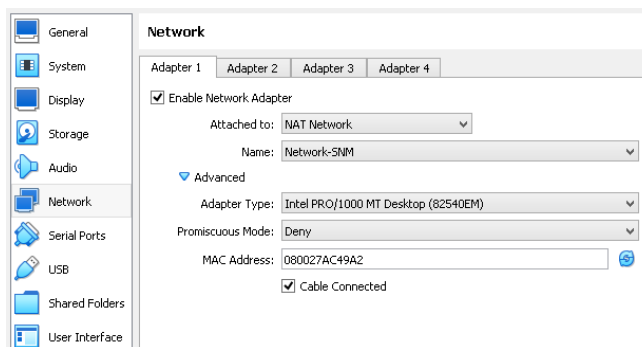 General
System
Display
Storage
Audio
Network
Serial Ports
USB
Shared Folders
User Interface
Network
Adapter 1 Adapter 2 Adapter 3 Adapter 4
Enable Network Adapter
Attached to: NAT Network
Name: Network-SNM
Advanced
Adapter Type: Intel PRO/1000 MT Desktop (82540EM)
Promiscuous Mode: Deny
MAC Address: 080027AC49A2
Cable Connected